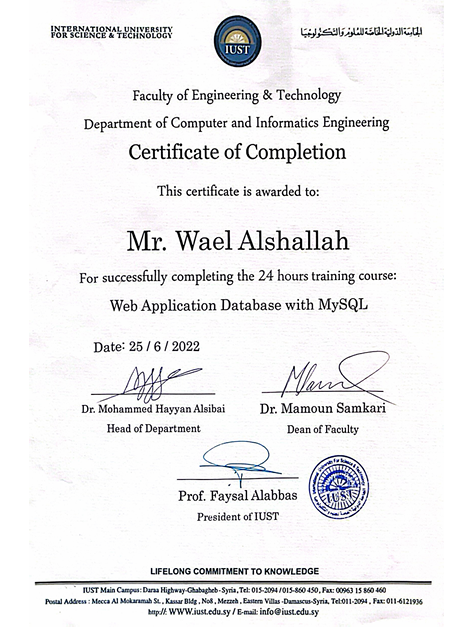 INTERNATIONAL UNIVERSITY
FOR SCIENCE & TECHNOLOGY
IUST
الجامعة الدولية الخاصة للعلوم والتكنولوجيا
Faculty of Engineering & Technology
Department of Computer and Informatics Engineering
Certificate of Completion
This certificate is awarded to:
Mr. Wael Alshallah
For successfully completing the 24 hours training course:
Web Application Database with MySQL
Date: 25 / 6 / 2022
Dr. Mohammed Hayyan Alsibai
Head of Department
Dr. Mamoun Samkari
Dean of Faculty
Prof. Faysal Alabbas
President of IUST
IUST
LIFELONG COMMITMENT TO KNOWLEDGE
IUST Main Campus: Daraa Highway-Ghabagheb - Syria, Tel: 015-2094 / 015-860 450, Fax: 00963 15 860 460
Postal Address : Mecca Al Mokaramah St., Kassar Bldg , No8 , Mezzeh , Eastern Villas -Damascus-Syria, Tel:011-2094 , Fax: 011-6121936
http://: WWW.iust.edu.sy / E-mail: info@iust.edu.sy